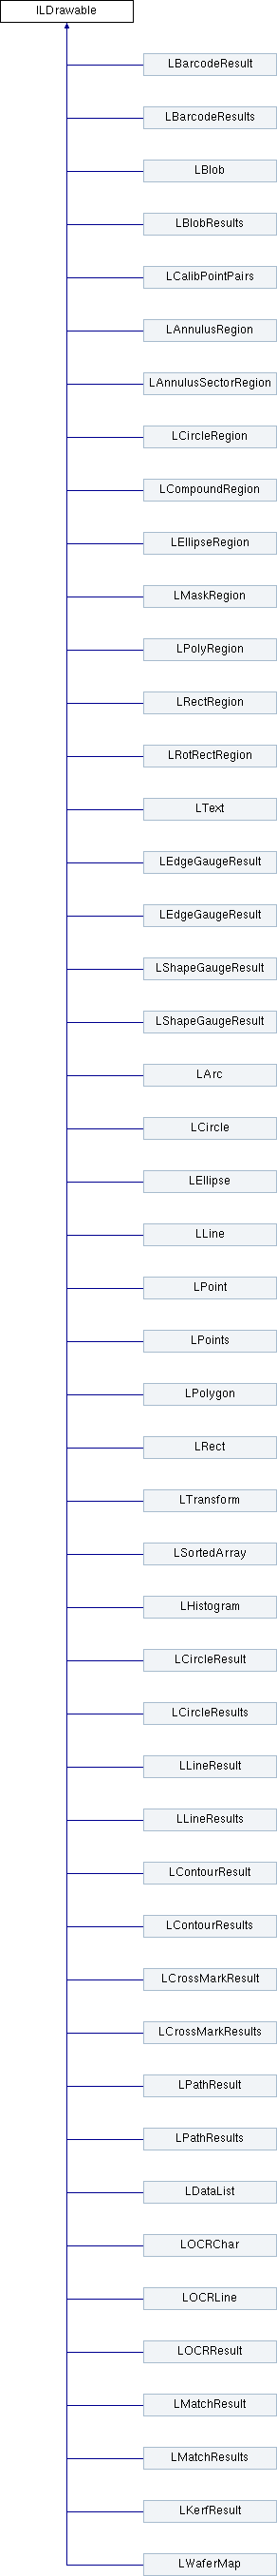 ILDrawable
LBarcodeResult
LBarcodeResults
LBlob
LBlobResults
LCalibPointPairs
LAnnulusRegion
LAnnulusSectorRegion
LCircleRegion
LCompoundRegion
LEllipseRegion
LMaskRegion
LPolyRegion
LRectRegion
LRotRectRegion
LText
LEdgeGaugeResult
LEdgeGaugeResult
LShapeGaugeResult
LShapeGaugeResult
LArc
LCircle
LEllipse
LLine
LPoint
LPoints
LPolygon
LRect
LTransform
LSortedArray
LHistogram
LCircleResult
LCircleResults
LLineResult
LLineResults
LContourResult
LContourResults
LCrossMarkResult
LCrossMarkResults
LPathResult
LPathResults
LDataList
LOCRChar
LOCRLine
LOCRResult
LMatchResult
LMatchResults
LKerfResult
LWaferMap